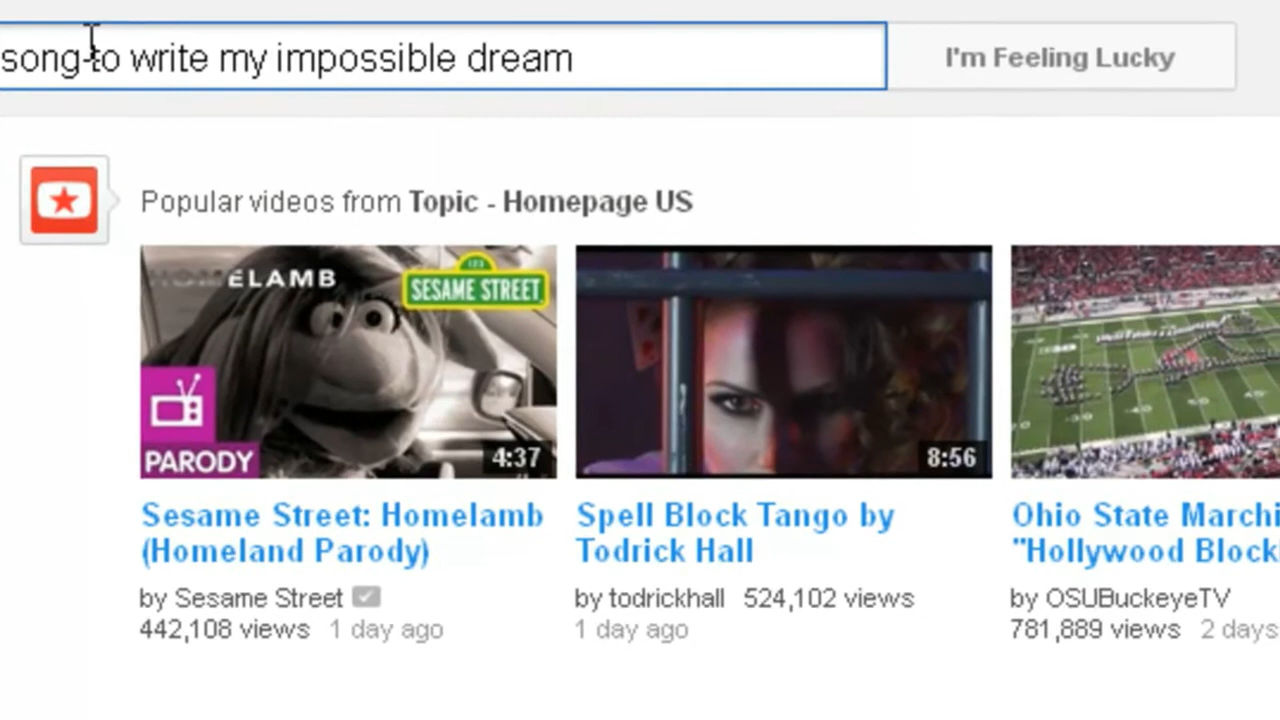 song to write my impossible dream
I'm Feeling Lucky
Popular videos from Topic - Homepage US
HOMELAMB
123
SESAME STREET
PARODY
4:37
8:56
Sesame Street: Homelamb
(Homeland Parody)
by Sesame Street
442,108 views 1 day ago
Spell Block Tango by
Todrick Hall
by todrickhall 524,102 views
1 day ago
Ohio State Marchi
"Hollywood Block
by OSUBuckeyeTV
781,889 views 2 days